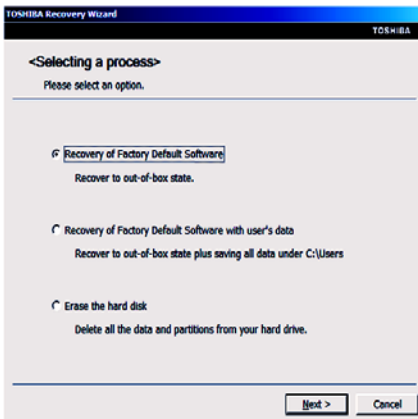 TOSHIBA Recovery Wizard
TOSHIBA
<Selecting a process>
Please select an option.
Recovery of Factory Default Software
Recover to out-of-box state.
Recovery of Factory Default Software with user's data
Recover to out-of-box state plus saving all data under C:\Users
Erase the hard disk
Delete all the data and partitions from your hard drive.
Next >
Cancel